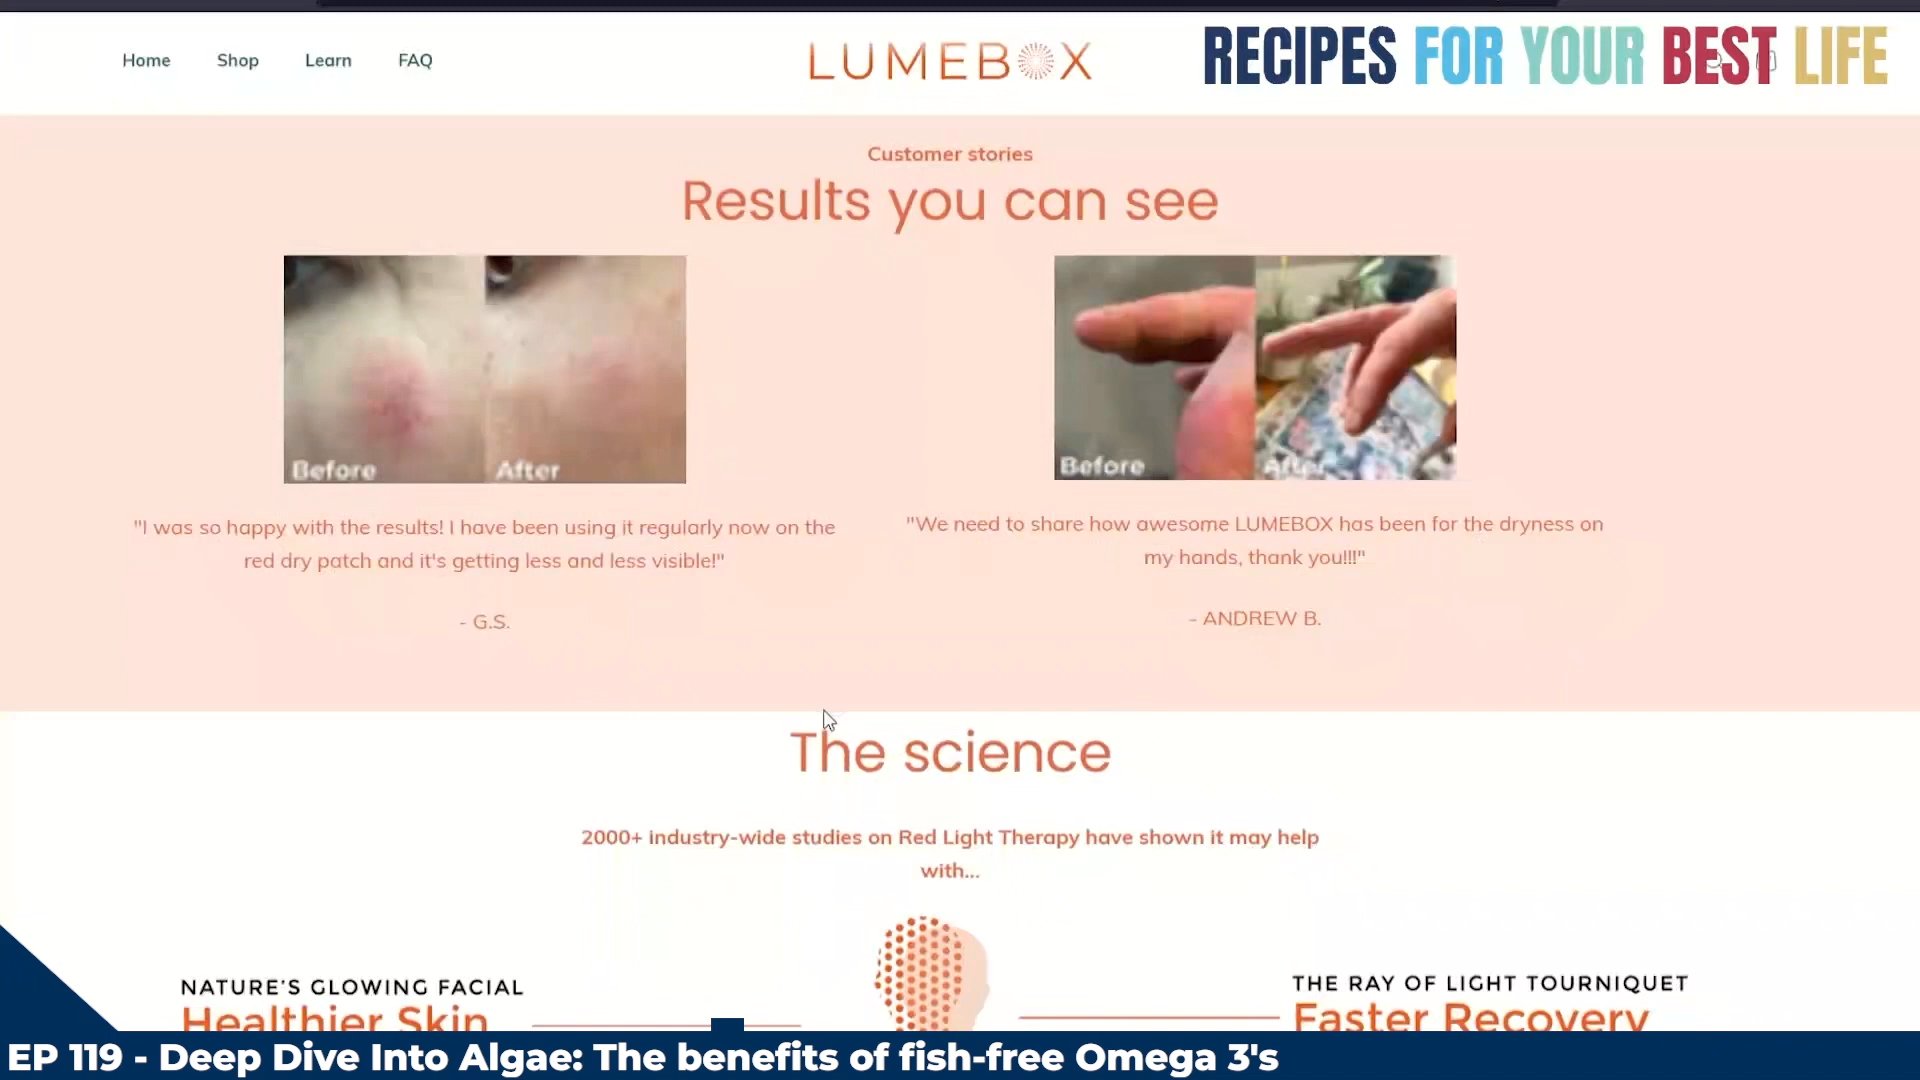 Home Shop Learn FAQ
LUMEBOX
RECIPES FOR YOUR BEST LIFE
Customer stories
Results you can see
Before After
Before After
"I was so happy with the results! I have been using it regularly now on the
red dry patch and it's getting less and less visible!"
- G.S.
"We need to share how awesome LUMEBOX has been for the dryness on
my hands, thank you!!!"
- ANDREW B.
The science
2000+ industry-wide studies on Red Light Therapy have shown it may help
with...
NATURE'S GLOWING FACIAL
Healthier Skin
THE RAY OF LIGHT TOURNIQUET
Faster Recovery
EP 119 - Deep Dive Into Algae: The benefits of fish-free Omega 3's